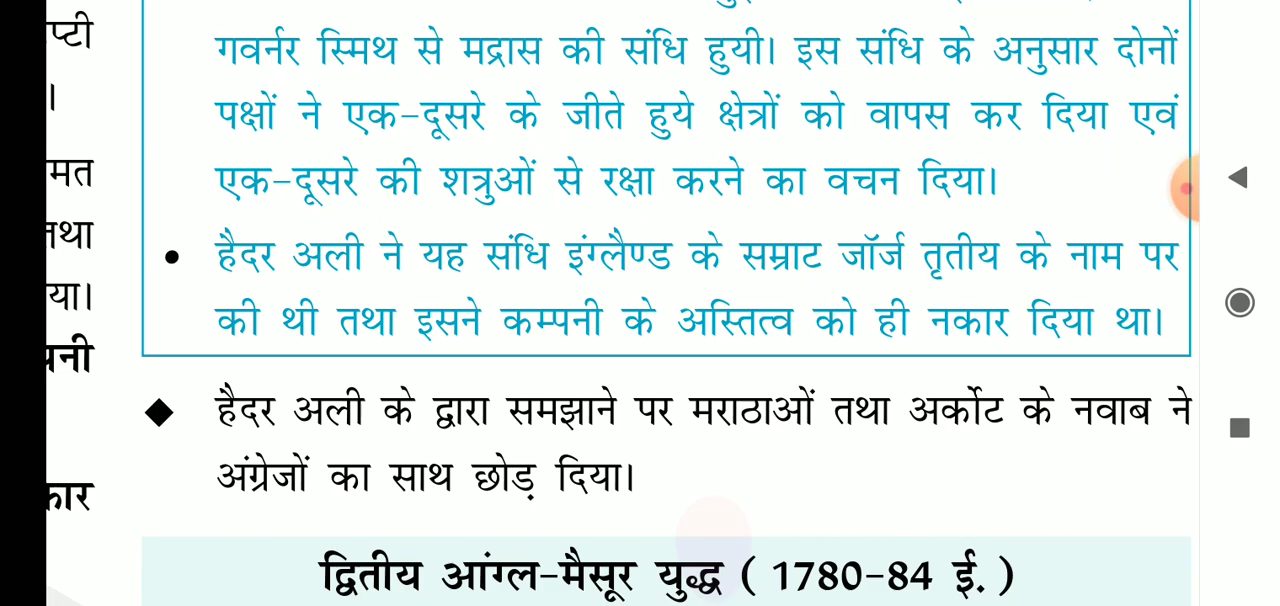 प्टी
गवर्नर स्मिथ से मद्रास की संधि हुयी। इस संधि के अनुसार दोनों
।
पक्षों ने एक-दूसरे के जीते हुये क्षेत्रों को वापस कर दिया एवं
मत
एक-दूसरे की शत्रुओं से रक्षा करने का वचन दिया।
तथा
• हैदर अली ने यह संधि इंग्लैण्ड के सम्राट जॉर्ज तृतीय के नाम पर
या।
की थी तथा इसने कम्पनी के अस्तित्व को ही नकार दिया था।
नी
◆ हैदर अली के द्वारा समझाने पर मराठाओं तथा अर्कोट के नवाब ने
अंग्रेजों का साथ छोड़ दिया।
कार
द्वितीय आंग्ल-मैसूर युद्ध ( 1780-84 ई. )